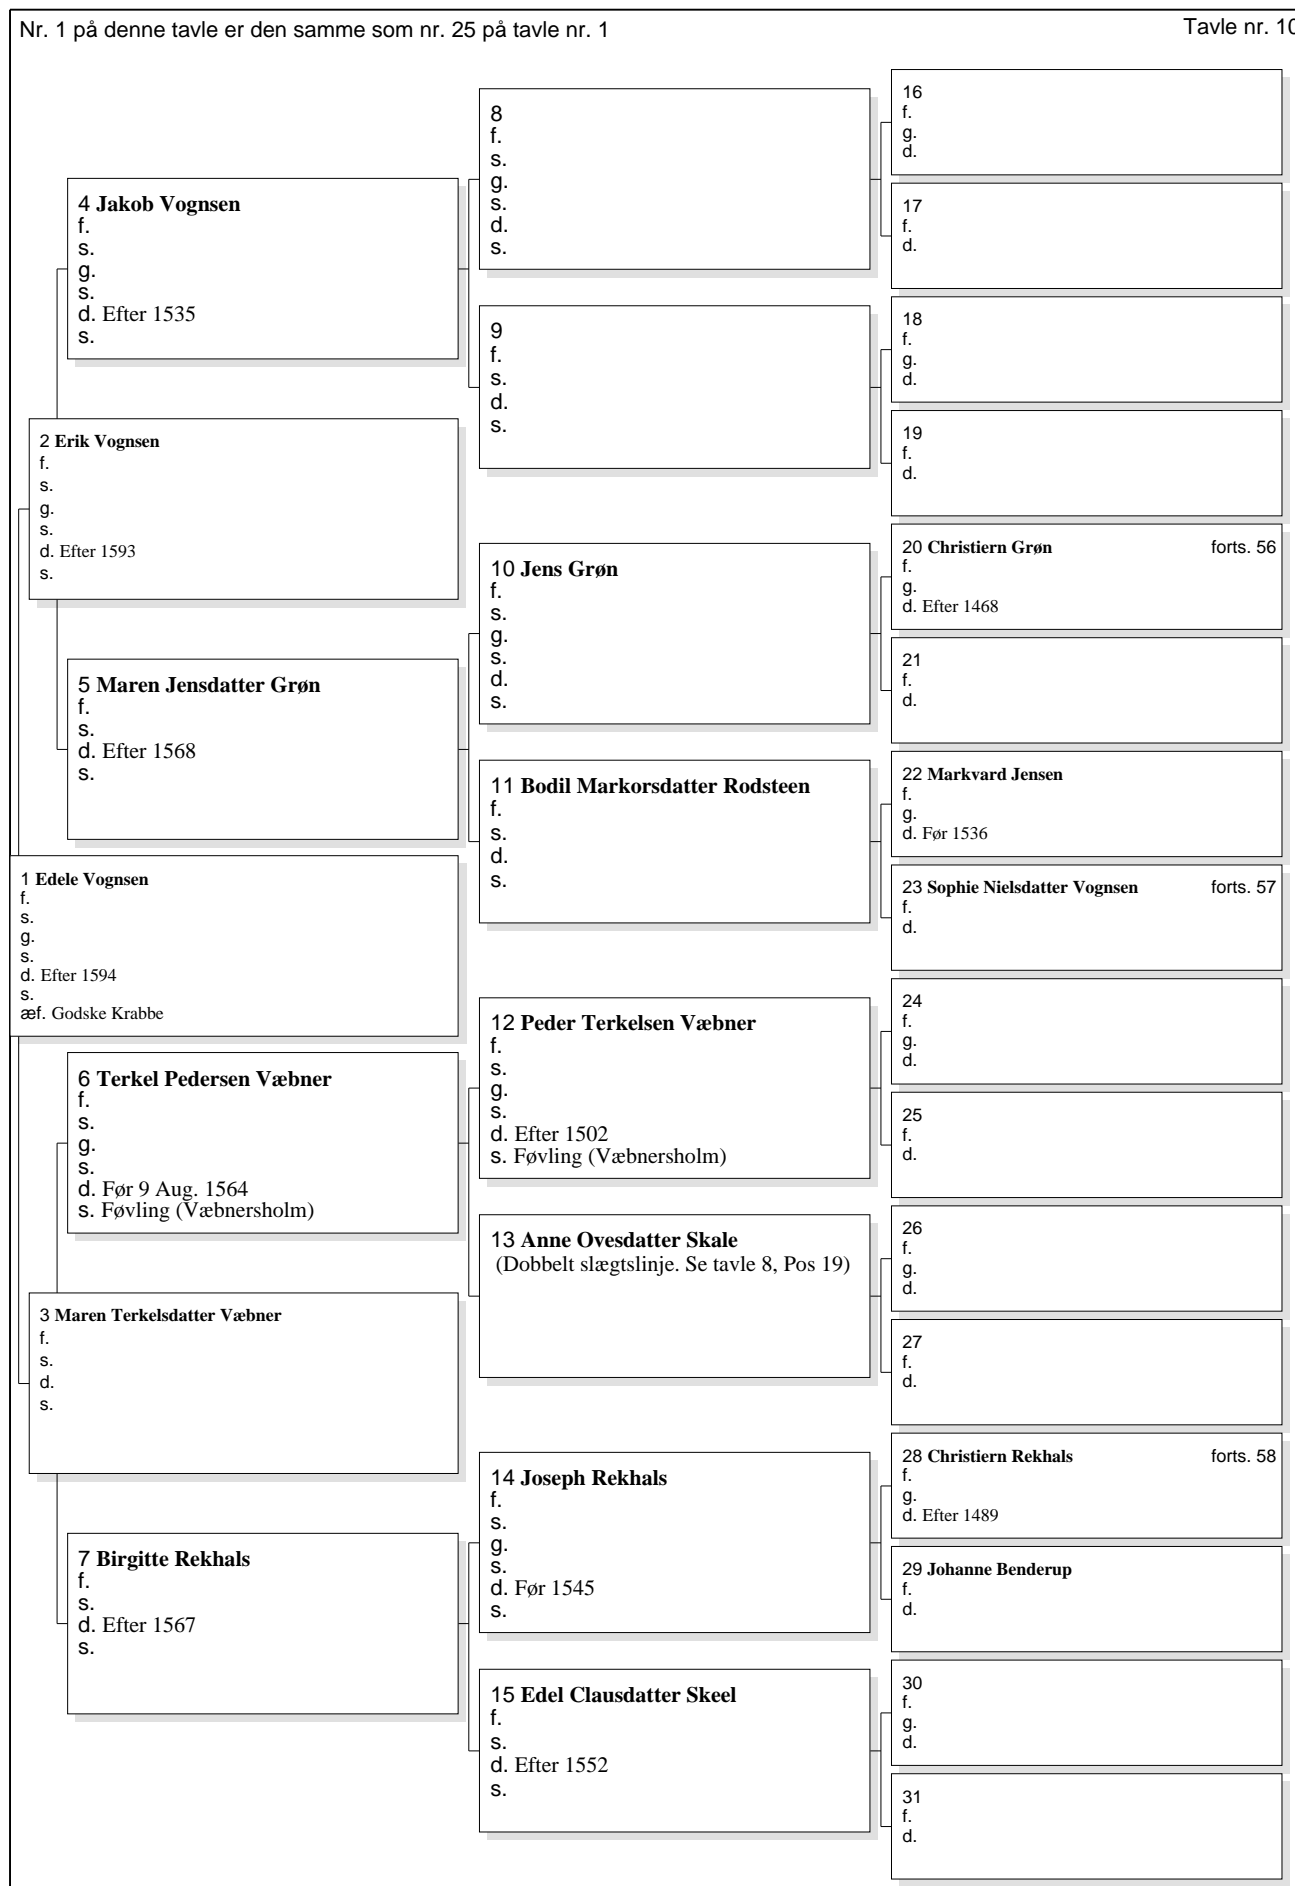 Nr. 1 på denne tavle er den samme som nr. 25 på tavle nr. 1
Tavle nr. 10
1 Edele Vognsen
f.
s.
g.
s.
d. Efter 1594
s.
æf. Godske Krabbe
2 Erik Vognsen
f.
s.
g.
s.
d. Efter 1593
s.
3 Maren Terkelsdatter Væbner
f.
s.
d.
s.
4 Jakob Vognsen
f.
s.
g.
s.
d. Efter 1535
s.
5 Maren Jensdatter Grøn
f.
s.
d. Efter 1568
s.
6 Terkel Pedersen Væbner
f.
s.
g.
s.
d. Før 9 Aug. 1564
s. Føvling (Væbnersholm)
7 Birgitte Rekhals
f.
s.
d. Efter 1567
s.
8
f.
s.
g.
s.
d.
s.
9
f.
s.
d.
s.
10 Jens Grøn
f.
s.
g.
s.
d.
s.
11 Bodil Markorsdatter Rodsteen
f.
s.
d.
s.
12 Peder Terkelsen Væbner
f.
s.
g.
s.
d. Efter 1502
s. Føvling (Væbnersholm)
13 Anne Ovesdatter Skale
(Dobbelt slægtslinje. Se tavle 8, Pos 19)
14 Joseph Rekhals
f.
s.
g.
s.
d. Før 1545
s.
15 Edel Clausdatter Skeel
f.
s.
d. Efter 1552
s.
16
f.
g.
d.
17
f.
d.
18
f.
g.
d.
19
f.
d.
20 Christiern Grøn forts. 56
f.
g.
d. Efter 1468
21
f.
d.
22 Markvard Jensen
f.
g.
d. Før 1536
23 Sophie Nielsdatter Vognsen forts. 57
f.
d.
24
f.
g.
d.
25
f.
d.
26
f.
g.
d.
27
f.
d.
28 Christiern Rekhals forts. 58
f.
g.
d. Efter 1489
29 Johanne Benderup
f.
d.
30
f.
g.
d.
31
f.
d.